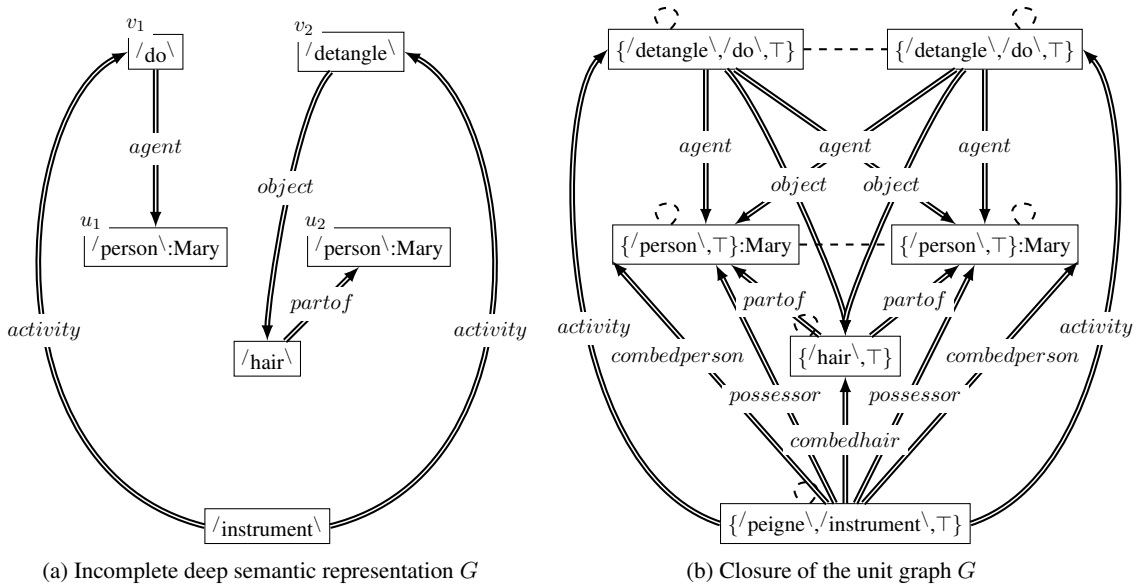 v₁
v₂
/do\
/detangle\
agent
object
u₁
u₂
/person\:Mary
/person\:Mary
partof
activity
activity
/hair\
/instrument\
(a) Incomplete deep semantic representation G
{/detangle\,/do\,⊤}
{/detangle\,/do\,⊤}
agent
agent
agent
object
object
{/person\,⊤}:Mary
{/person\,⊤}:Mary
partof
partof
activity
activity
{/hair\,⊤}
combedperson
combedperson
possessor
possessor
combedhair
{/peigne\,/instrument\,⊤}
(b) Closure of the unit graph G